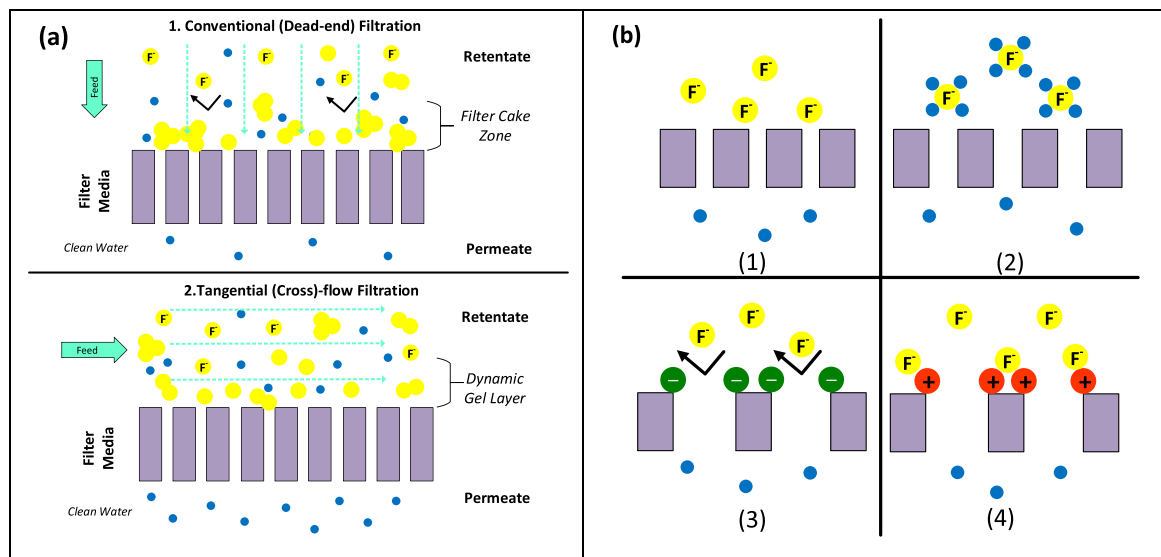 (a)
1. Conventional (Dead-end) Filtration
Feed
F⁻
F⁻
F⁻
F⁻
F⁻
Retentate
Filter Cake
Zone
Filter
Media
Clean Water
Permeate
2.Tangential (Cross)-flow Filtration
Feed
F⁻
F⁻
F⁻
F⁻
F⁻
Retentate
Dynamic
Gel Layer
Filter
Media
Clean Water
Permeate
(b)
F⁻
F⁻
F⁻
F⁻
(1)
F⁻
F⁻
F⁻
(2)
F⁻
F⁻
F⁻
− − − −
(3)
F⁻
F⁻
F⁻
F⁻
F⁻
+ + + +
(4)